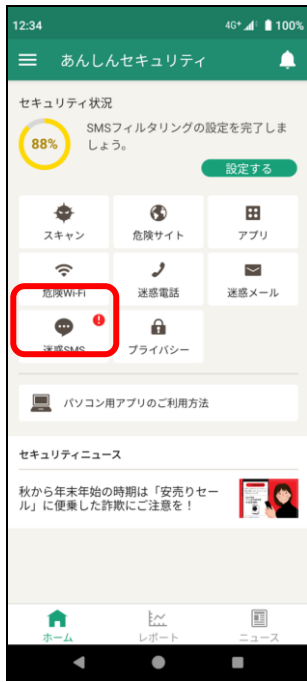 12:34 4G+ 100%
あんしんセキュリティ
セキュリティ状況
88%
SMSフィルタリングの設定を完了しま
しょう。
設定する
スキャン 危険サイト アプリ
危険Wi-Fi 迷惑電話 迷惑メール
迷惑SMS プライバシー
パソコン用アプリのご利用方法
セキュリティニュース
秋から年末年始の時期は「安売りセー
ル」に便乗した詐欺にご注意を！
ホーム レポート ニュース